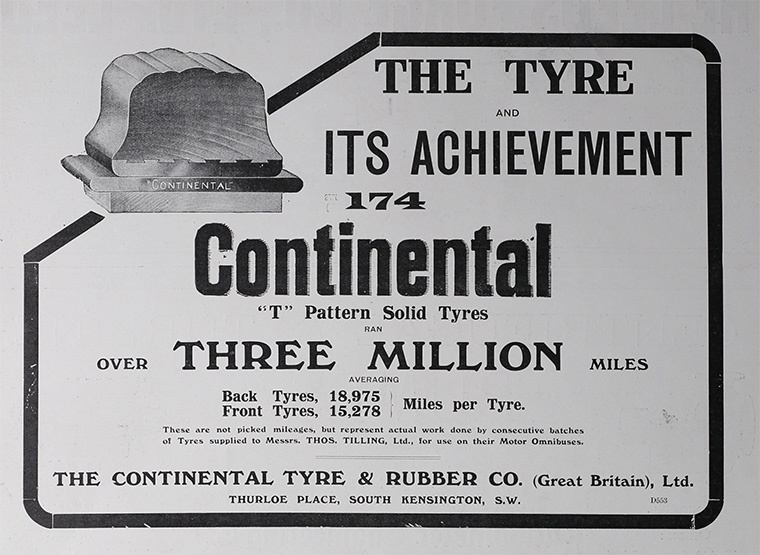 "CONTINENTAL"
THE TYRE
AND
ITS ACHIEVEMENT
174
Continental
"T" Pattern Solid Tyres
RAN
OVER THREE MILLION MILES
AVERAGING
Back Tyres, 18,975
Front Tyres, 15,278
Miles per Tyre.
These are not picked mileages, but represent actual work done by consecutive batches
of Tyres supplied to Messrs. THOS. TILLING, Ltd., for use on their Motor Omnibuses.
THE CONTINENTAL TYRE & RUBBER CO. (Great Britain), Ltd.
THURLOE PLACE, SOUTH KENSINGTON, S.W.
D553